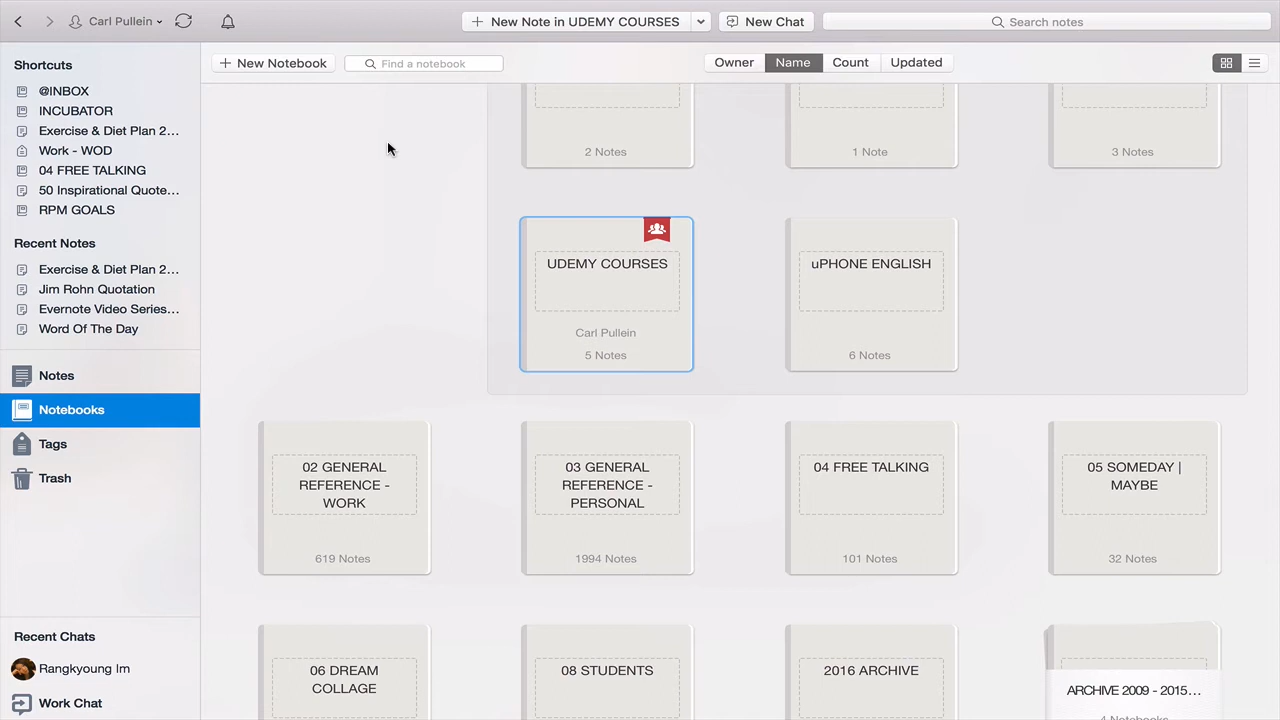 Carl Pullein
New Note in UDEMY COURSES
New Chat
Search notes
Shortcuts
@INBOX
INCUBATOR
Exercise & Diet Plan 2...
Work - WOD
04 FREE TALKING
50 Inspirational Quote...
RPM GOALS
Recent Notes
Exercise & Diet Plan 2...
Jim Rohn Quotation
Evernote Video Series...
Word Of The Day
Notes
Notebooks
Tags
Trash
Recent Chats
Rangkyoung Im
Work Chat
New Notebook
Find a notebook
Owner
Name
Count
Updated
2 Notes
1 Note
3 Notes
UDEMY COURSES
Carl Pullein
5 Notes
uPHONE ENGLISH
6 Notes
02 GENERAL
REFERENCE -
WORK
619 Notes
03 GENERAL
REFERENCE -
PERSONAL
1994 Notes
04 FREE TALKING
101 Notes
05 SOMEDAY |
MAYBE
32 Notes
06 DREAM
COLLAGE
08 STUDENTS
2016 ARCHIVE
ARCHIVE 2009 - 2015...
4 Notebooks